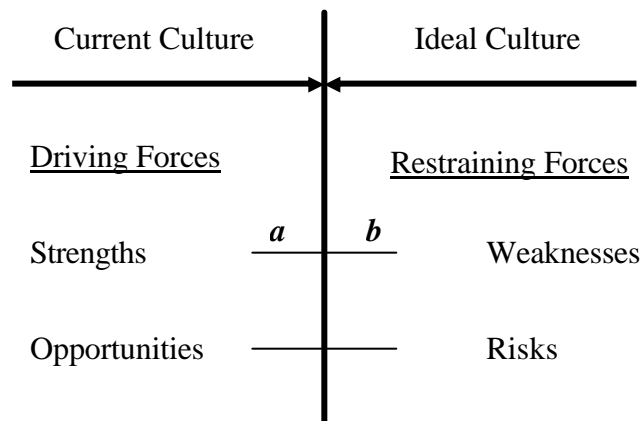 Current Culture Ideal Culture
Driving Forces Restraining Forces
a b
Strengths Weaknesses
Opportunities Risks